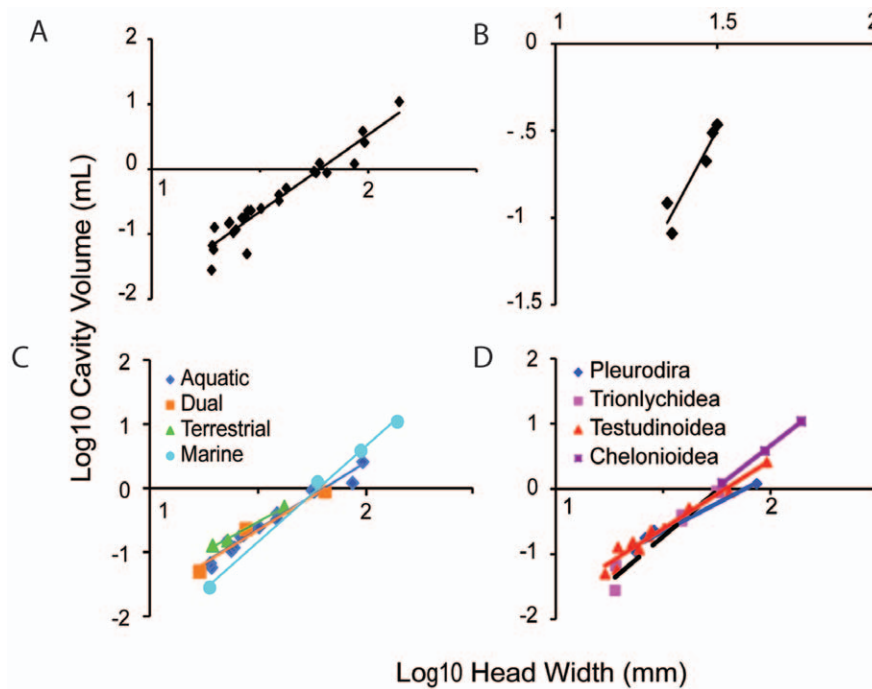 A
2
1
0
1
2
-1
-2
B
1
1.5
2
0
- .5
-1
-1.5
Log10 Cavity Volume (mL)
C
2
1
0
1
2
-1
-2
Aquatic
Dual
Terrestrial
Marine
D
2
1
0
1
2
-1
-2
Pleurodira
Trionlychidea
Testudinoidea
Chelonioidea
Log10 Head Width (mm)